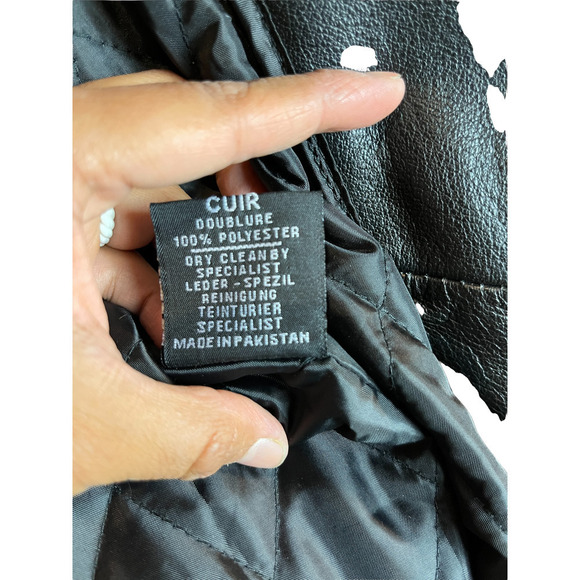 CUIR
DOUBLURE
100% POLYESTER
DRY CLEAN BY
SPECIALIST
LEDER - SPEZIL
REINIGUNG
TEINTURIER
SPECIALIST
MADE IN PAKISTAN